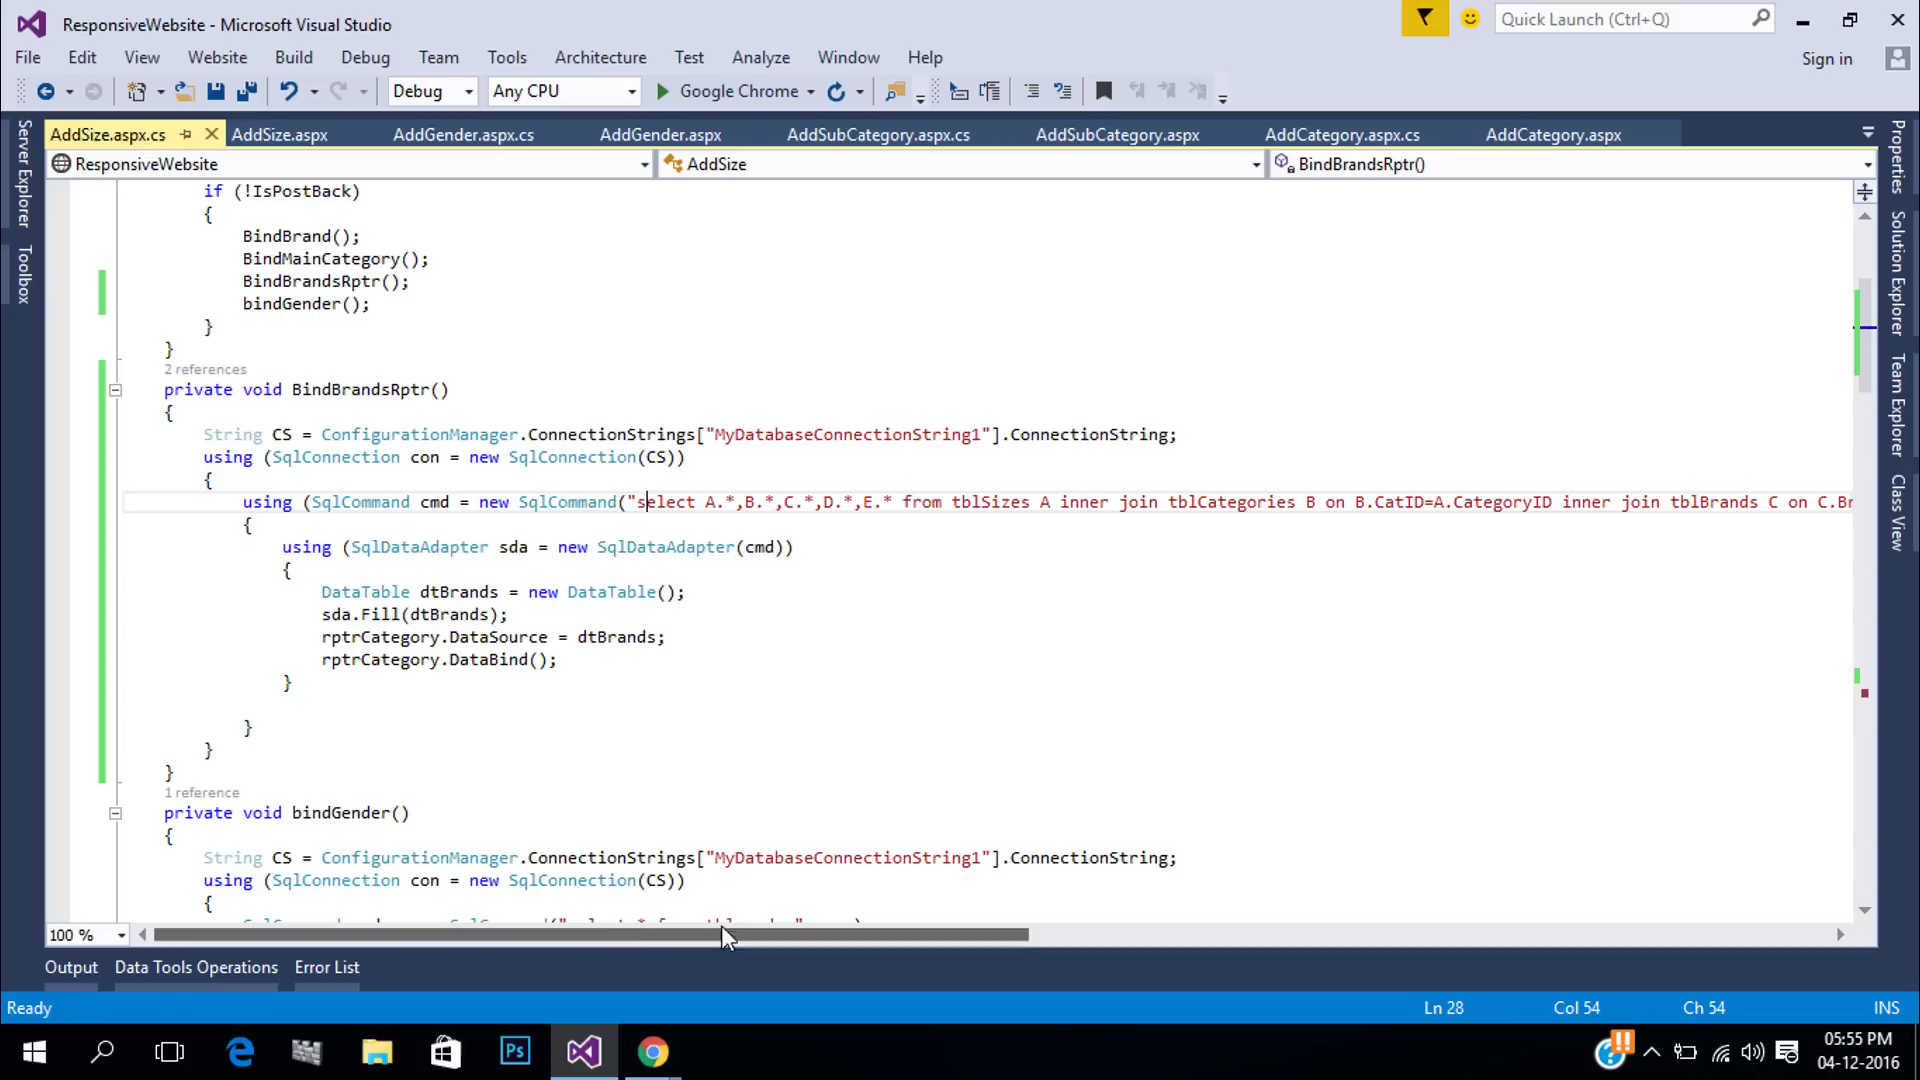 ResponsiveWebsite - Microsoft Visual Studio
Quick Launch (Ctrl+Q)
File Edit View Website Build Debug Team Tools Architecture Test Analyze Window Help
Sign in
Debug Any CPU Google Chrome
AddSize.aspx.cs AddSize.aspx AddGender.aspx.cs AddGender.aspx AddSubCategory.aspx.cs AddSubCategory.aspx AddCategory.aspx.cs AddCategory.aspx
ResponsiveWebsite AddSize BindBrandsRptr()
Server Explorer
Toolbox
Properties
Solution Explorer
Team Explorer
Class View
if (!IsPostBack)
{
BindBrand();
BindMainCategory();
BindBrandsRptr();
bindGender();
}
}
2 references
private void BindBrandsRptr()
{
String CS = ConfigurationManager.ConnectionStrings["MyDatabaseConnectionString1"].ConnectionString;
using (SqlConnection con = new SqlConnection(CS))
{
using (SqlCommand cmd = new SqlCommand("select A.*,B.*,C.*,D.*,E.* from tblSizes A inner join tblCategories B on B.CatID=A.CategoryID inner join tblBrands C on C.Br
{
using (SqlDataAdapter sda = new SqlDataAdapter(cmd))
{
DataTable dtBrands = new DataTable();
sda.Fill(dtBrands);
rptrCategory.DataSource = dtBrands;
rptrCategory.DataBind();
}
}
}
}
1 reference
private void bindGender()
{
String CS = ConfigurationManager.ConnectionStrings["MyDatabaseConnectionString1"].ConnectionString;
using (SqlConnection con = new SqlConnection(CS))
{
100 %
Output Data Tools Operations Error List
Ready Ln 28 Col 54 Ch 54 INS
Ps
05:55 PM
04-12-2016